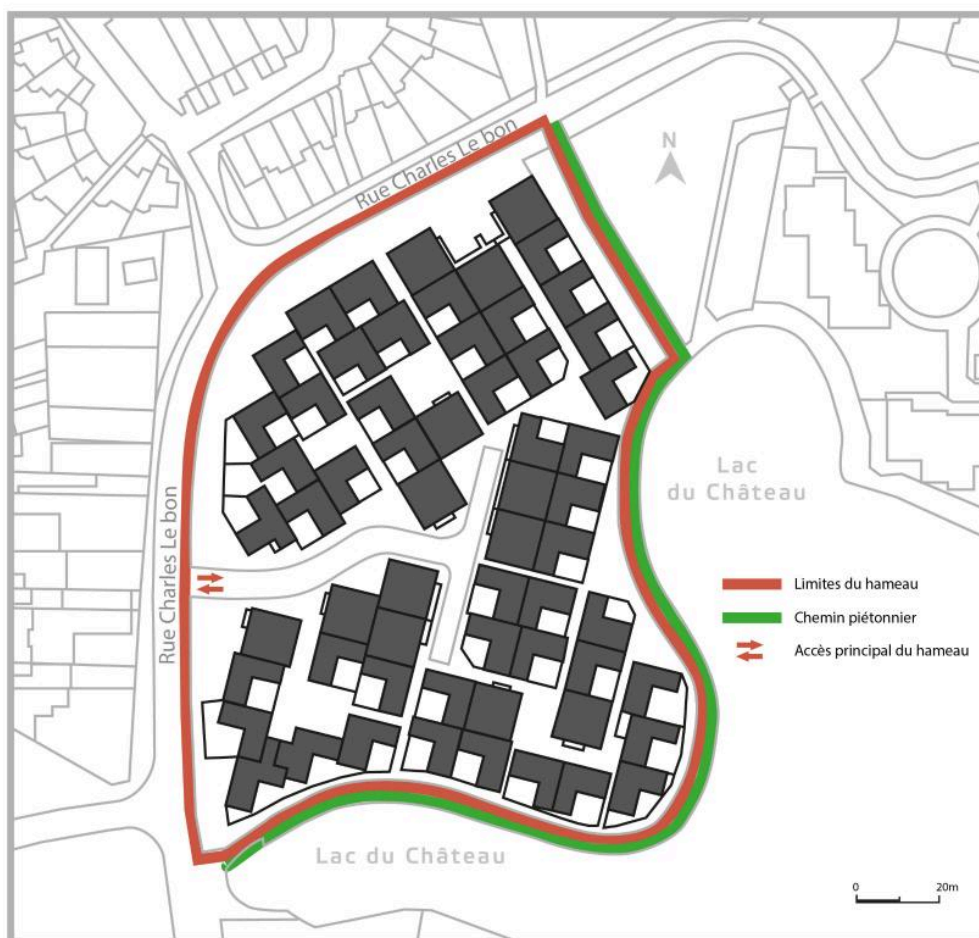 Rue Charles Le bon
N
Lac
du Château
Rue Charles Le bon
Limites du hameau
Chemin piétonnier
Accès principal du hameau
Lac du Château
0 20m